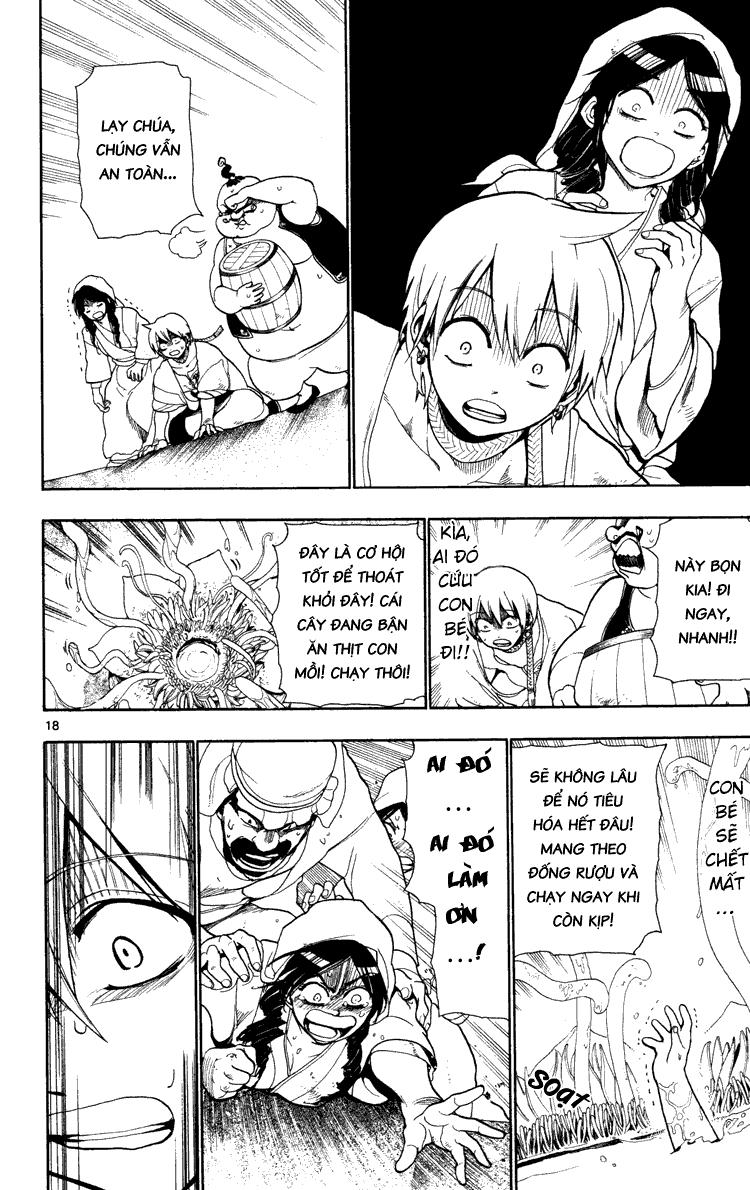 LẠY CHÚA,
CHÚNG VẪN
AN TOÀN...
NÀY BỌN
KIA! ĐI
NGAY,
NHANH!!
KÌA,
AI ĐÓ
CỨU
CON
BÉ
ĐI!!
ĐÂY LÀ CƠ HỘI
TỐT ĐỂ THOÁT
KHỎI ĐÂY! CÁI
CÂY ĐANG BẬN
ĂN THỊT CON
MỒI! CHẠY THÔI!
18
CON
BÉ
SẼ
CHẾT
MẤT
...
SẼ KHÔNG LÂU
ĐỂ NÓ TIÊU
HÓA HẾT ĐÂU!
MANG THEO
ĐỐNG RƯỢU VÀ
CHẠY NGAY KHI
CÒN KỊP!
SOẠT
AI ĐÓ
...
AI ĐÓ
LÀM
ƠN
...!